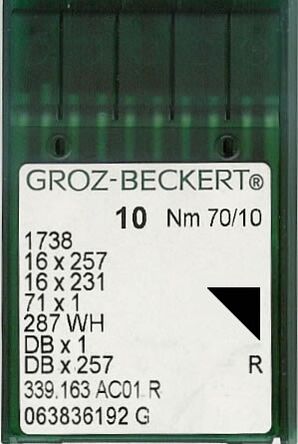 GROZ-BECKERT®
10 Nm 70/10
1738
16 x 257
16 x 231
71 x 1
287 WH
DB x 1
DB x 257 R
339.163 AC01 R
063836192 G